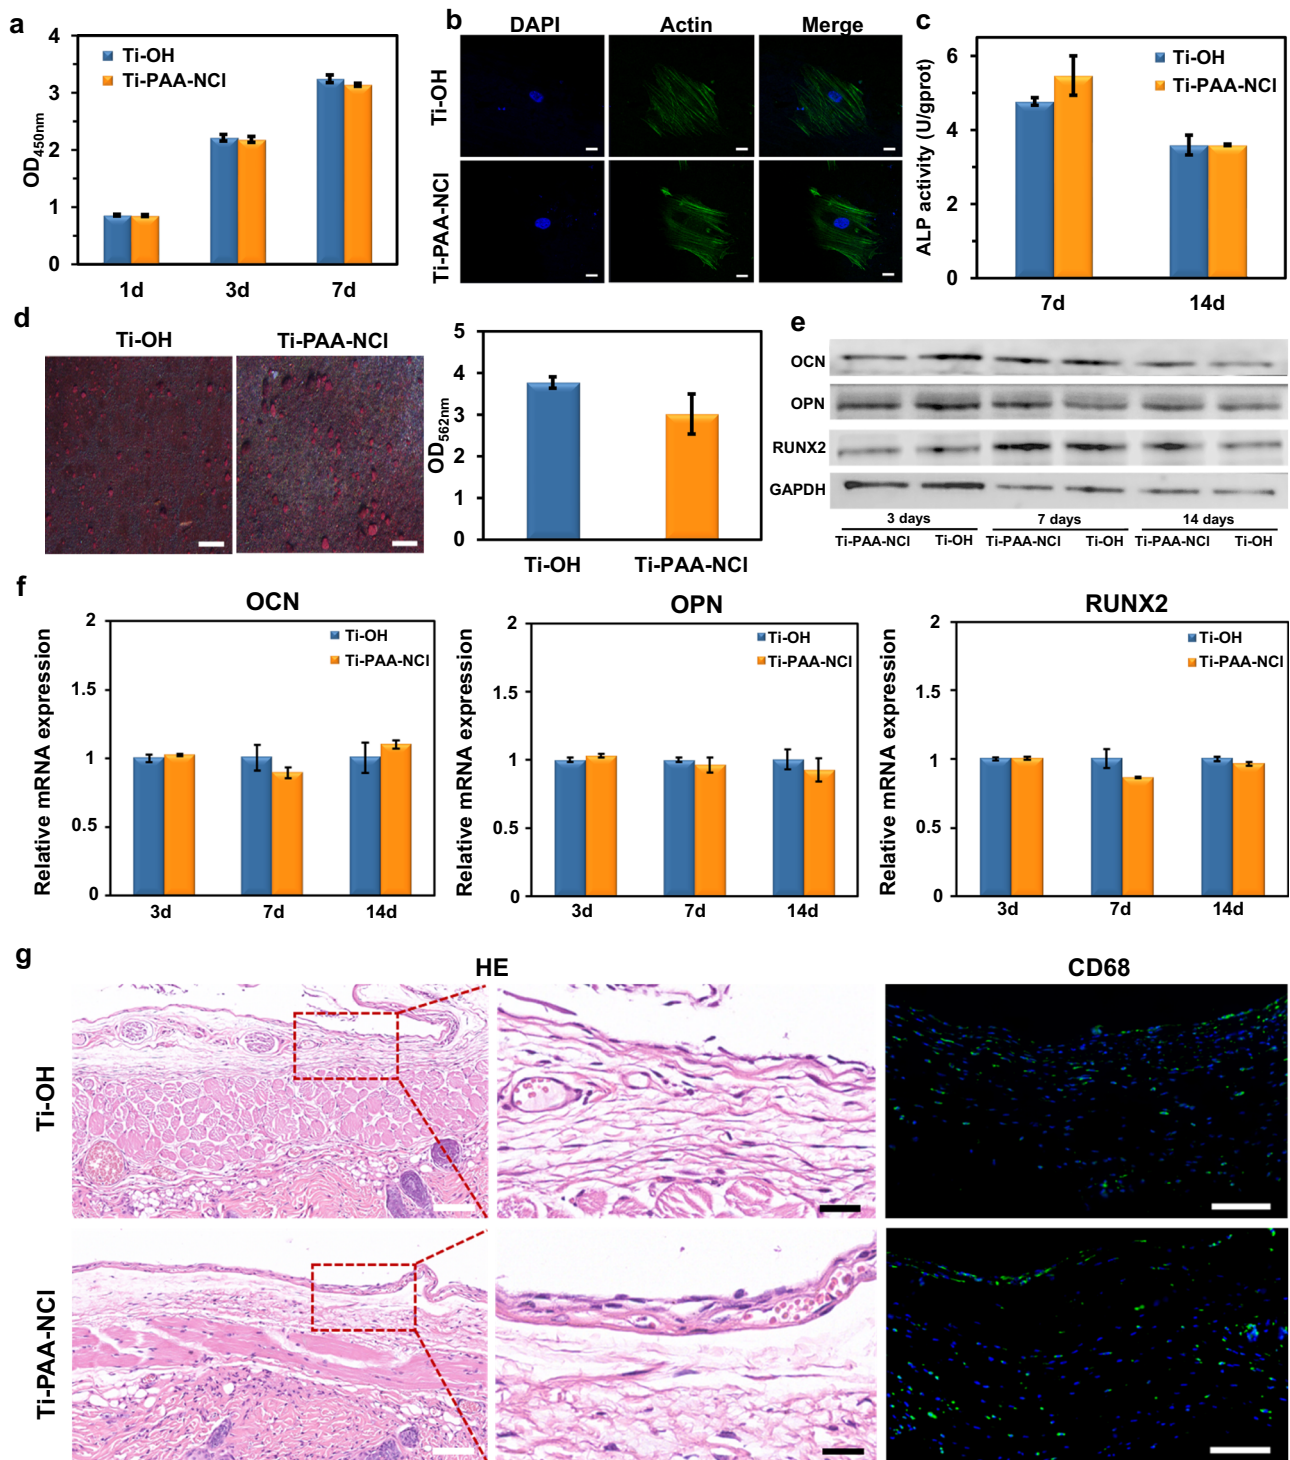 a
4
3
2
1
0
OD450nm
Ti-OH
Ti-PAA-NCl
1d 3d 7d
b
DAPI Actin Merge
Ti-OH
Ti-PAA-NCl
c
6
4
2
0
ALP activity (U/gprot)
Ti-OH
Ti-PAA-NCl
7d 14d
d
Ti-OH Ti-PAA-NCl
5
4
3
2
1
0
OD562nm
Ti-OH Ti-PAA-NCl
e
OCN
OPN
RUNX2
GAPDH
3 days 7 days 14 days
Ti-PAA-NCl Ti-OH Ti-PAA-NCl Ti-OH Ti-PAA-NCl Ti-OH
f
OCN
2
1.5
1
0.5
0
Relative mRNA expression
Ti-OH
Ti-PAA-NCl
3d 7d 14d
OPN
2
1.5
1
0.5
0
Relative mRNA expression
Ti-OH
Ti-PAA-NCl
3d 7d 14d
RUNX2
2
1.5
1
0.5
0
Relative mRNA expression
Ti-OH
Ti-PAA-NCl
3d 7d 14d
g
HE CD68
Ti-OH
Ti-PAA-NCl